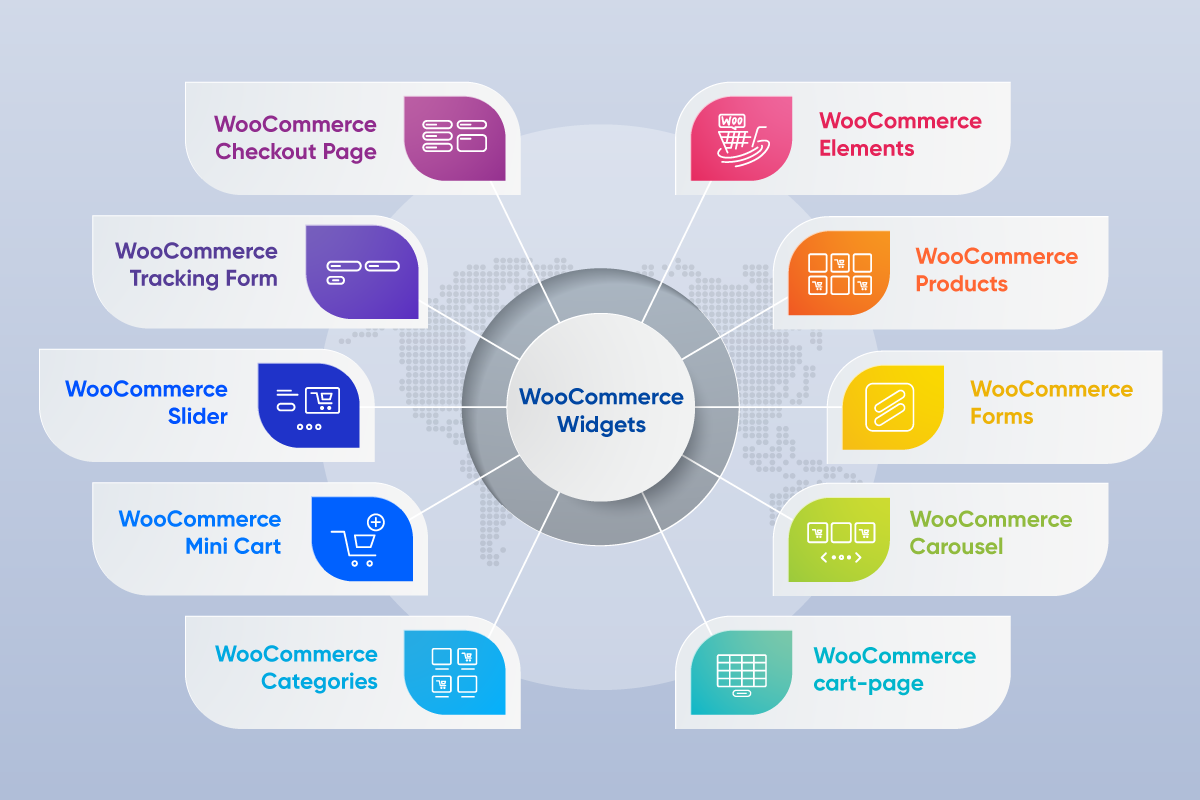 WooCommerce
Checkout Page
WooCommerce
Tracking Form
WooCommerce
Slider
WooCommerce
Mini Cart
WooCommerce
Categories
WooCommerce
Widgets
WOO
WooCommerce
Elements
WooCommerce
Products
WooCommerce
Forms
WooCommerce
Carousel
WooCommerce
cart-page